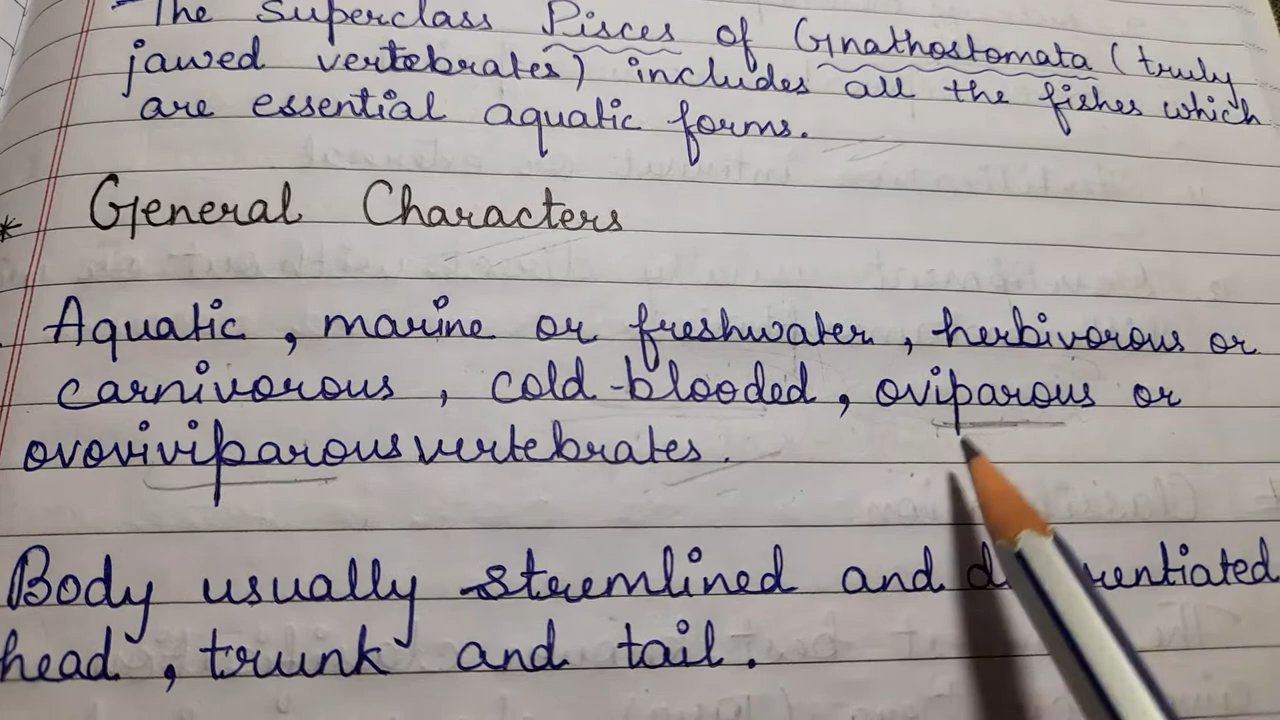 The Superclass Pisces of Gnathostomata (truly
jawed vertebrates) includes all the fishes which
are essential aquatic forms.
* General Characters
Aquatic, marine or freshwater, herbivorous or
carnivorous, cold-blooded, oviparous or
ovoviviparous vertebrates.
Body usually stremlined and
head, trunk and tail.